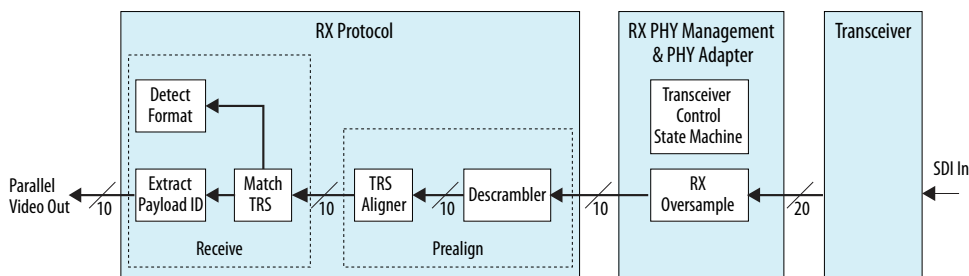 RX Protocol
RX PHY Management
& PHY Adapter
Transceiver
Detect
Format
Transceiver
Control
State Machine
Parallel
Video Out
10
Extract
Payload ID
Match
TRS
10
TRS
Aligner
10
Descrambler
10
RX
Oversample
20
SDI In
Receive
Prealign